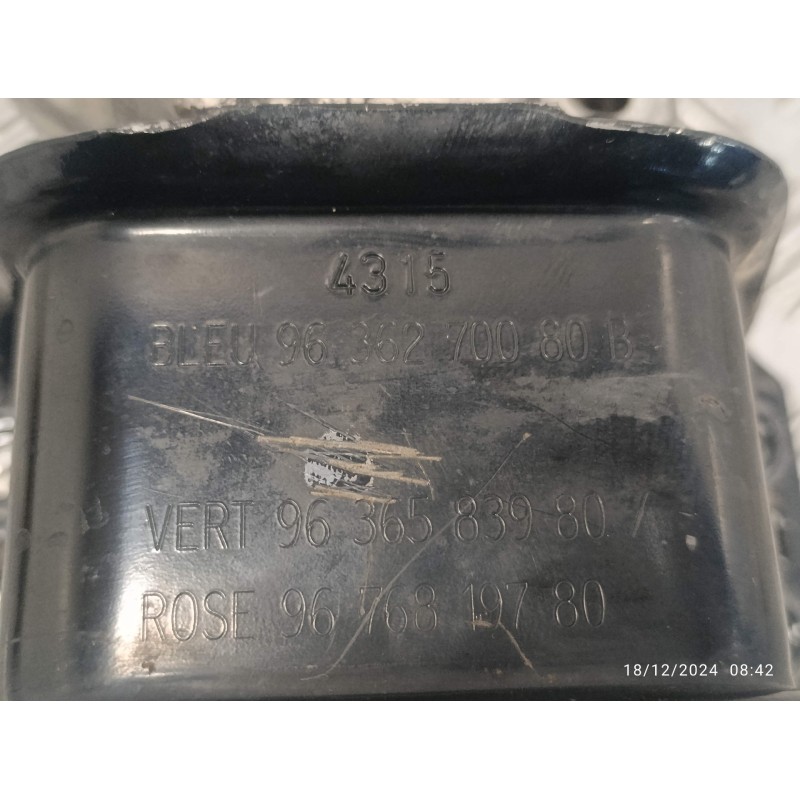 4315
BLEU 96 362 700 80 B
VERT 96 365 839 80 /
ROSE 96 768 197 80
18/12/2024 08:42